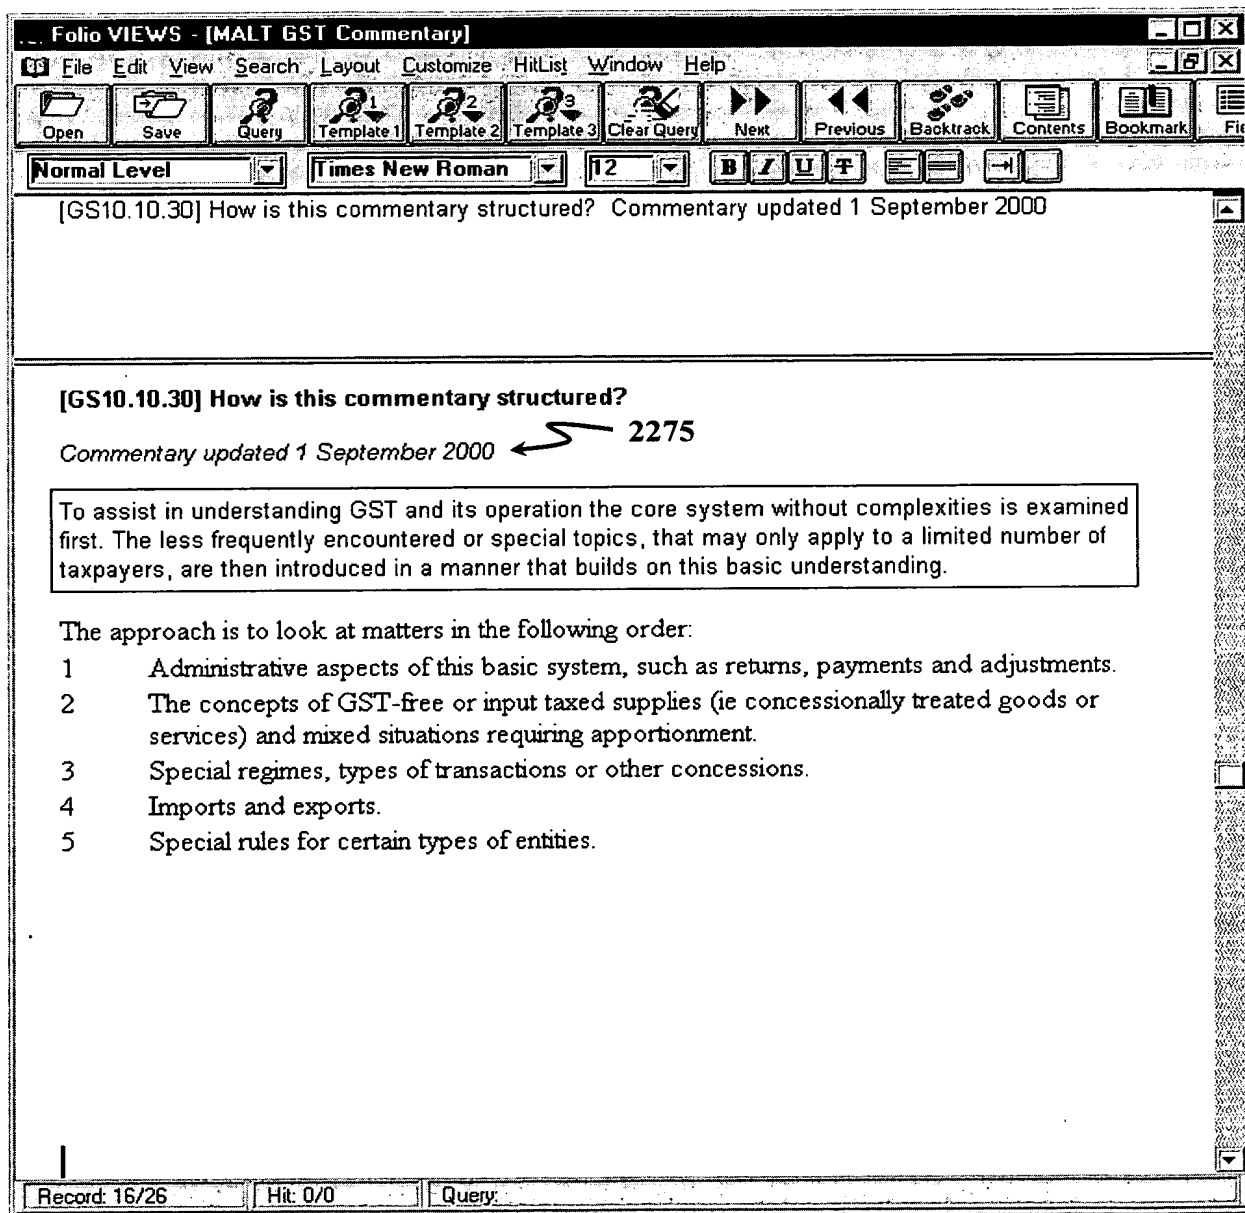 Folio VIEWS - [MALT GST Commentary]
File Edit View Search Layout Customize HitList Window Help
Open Save Query Template 1 Template 2 Template 3 Clear Query Next Previous Backtrack Contents Bookmark Fie
Normal Level Times New Roman 12 B I U T
[GS10.10.30] How is this commentary structured? Commentary updated 1 September 2000
[GS10.10.30] How is this commentary structured?
2275
Commentary updated 1 September 2000
To assist in understanding GST and its operation the core system without complexities is examined
first. The less frequently encountered or special topics, that may only apply to a limited number of
taxpayers, are then introduced in a manner that builds on this basic understanding.
The approach is to look at matters in the following order:
1 Administrative aspects of this basic system, such as returns, payments and adjustments.
2 The concepts of GST-free or input taxed supplies (ie concessionally treated goods or
services) and mixed situations requiring apportionment.
3 Special regimes, types of transactions or other concessions.
4 Imports and exports.
5 Special rules for certain types of entities.
Record: 16/26 Hit: 0/0 Query: